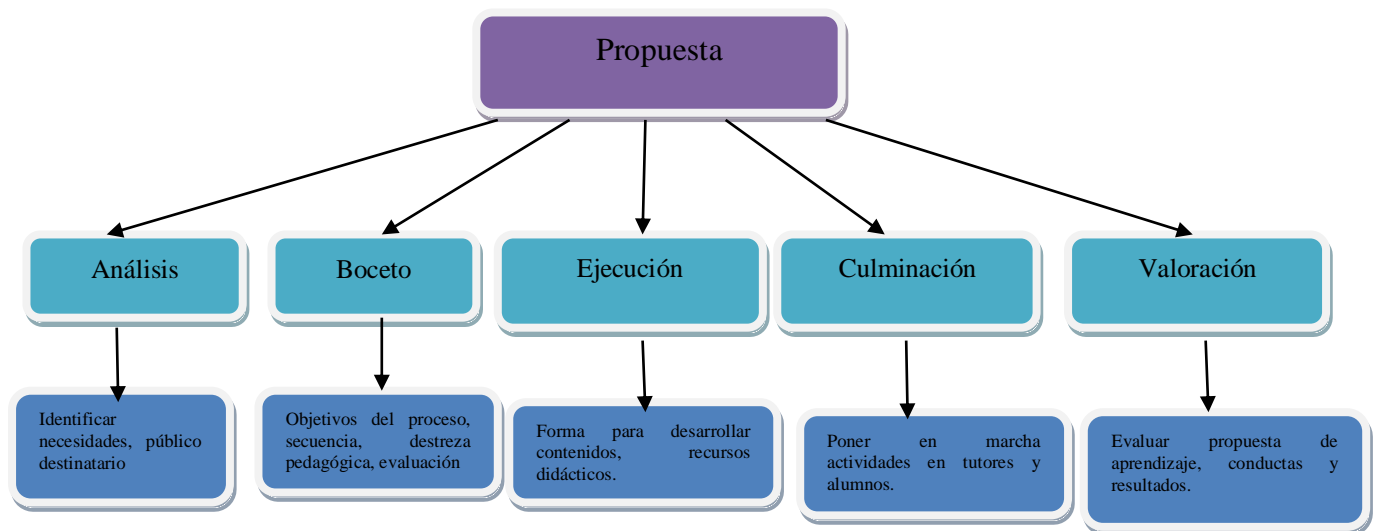 Propuesta
Análisis
Boceto
Ejecución
Culminación
Valoración
Identificar
necesidades, público
destinatario
Objetivos del proceso,
secuencia, destreza
pedagógica, evaluación
Forma para desarrollar
contenidos, recursos
didácticos.
Poner en marcha
actividades en tutores y
alumnos.
Evaluar propuesta de
aprendizaje, conductas y
resultados.